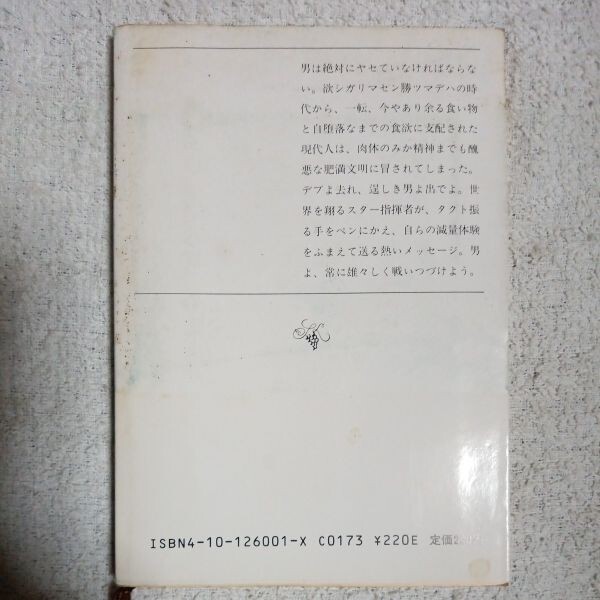 男は絶対にヤセていなければならな
い。欲シガリマセン勝ツマデハの時
代から、一転、今やあり余る食い物
と自堕落なまでの食欲に支配された
現代人は、肉体のみか精神までも醜
悪な肥満文明に冒されてしまった。
デブよ去れ、逞しき男よ出でよ。世
界を翔るスター指揮者が、タクト振
る手をペンにかえ、自らの減量体験
をふまえて送る熱いメッセージ。男
よ、常に雄々しく戦いつづけよう。
ISBN4-10-126001-X C0173 ¥220E 定価